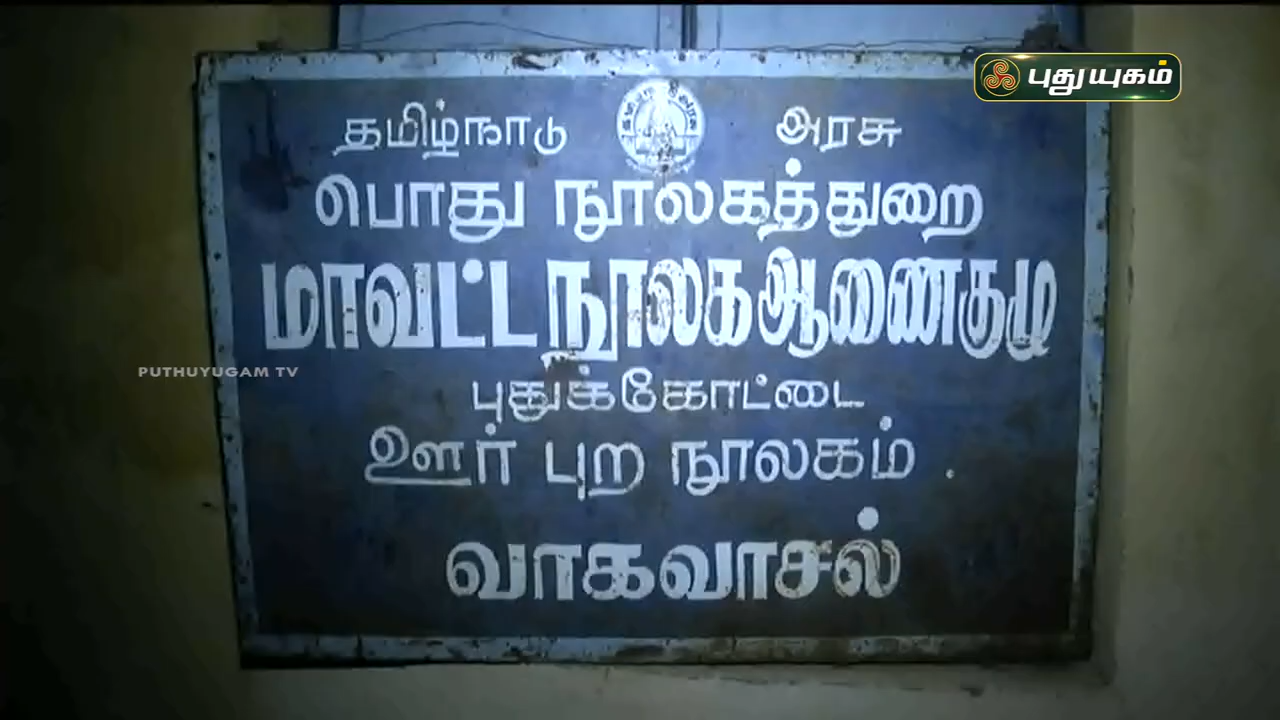 புதுயுகம்
தமிழ்நாடு அரசு
பொது நூலகத்துறை
மாவட்ட நூலக ஆணைகுழு
PUTHUYUGAM TV
புதுக்கோட்டை
ஊர் புற நூலகம் .
வாகவாசல்